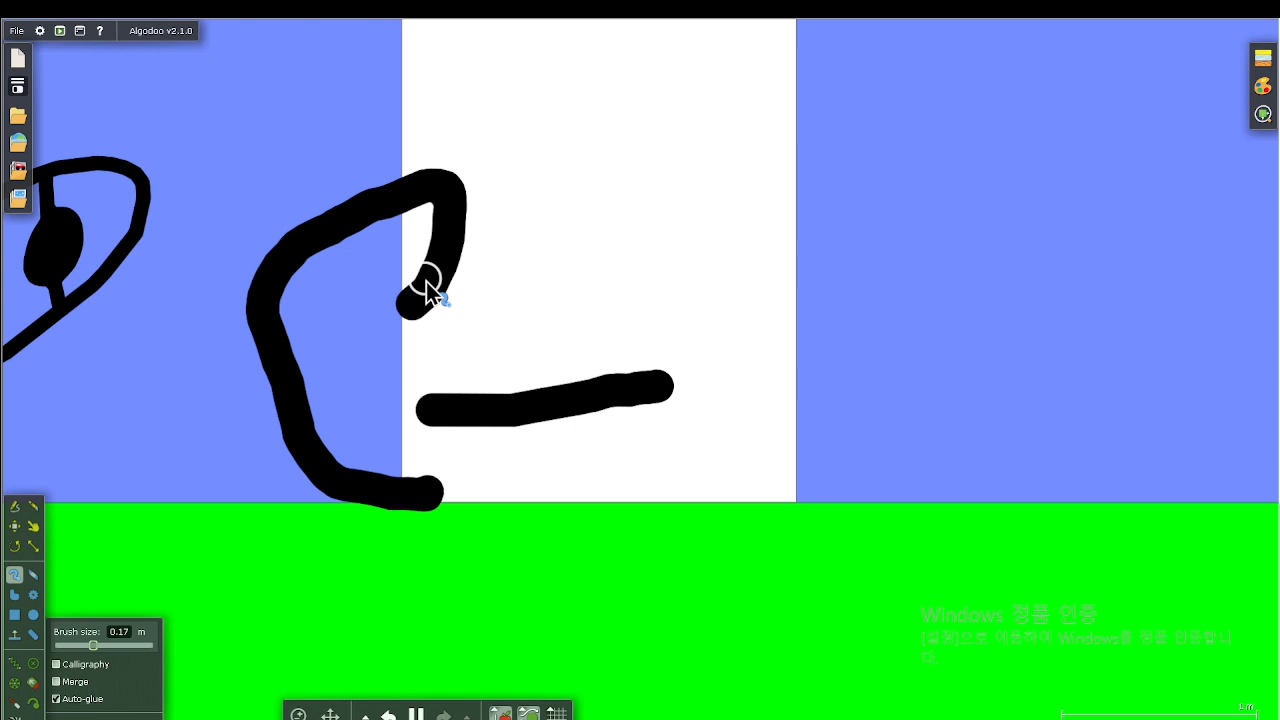 File ? Algodoo v2.1.0
Windows 정품 인증
[설정]으로 이동하여 Windows를 정품 인증합니
다.
Brush size: 0.17 m
Calligraphy
Merge
Auto-glue
1 m